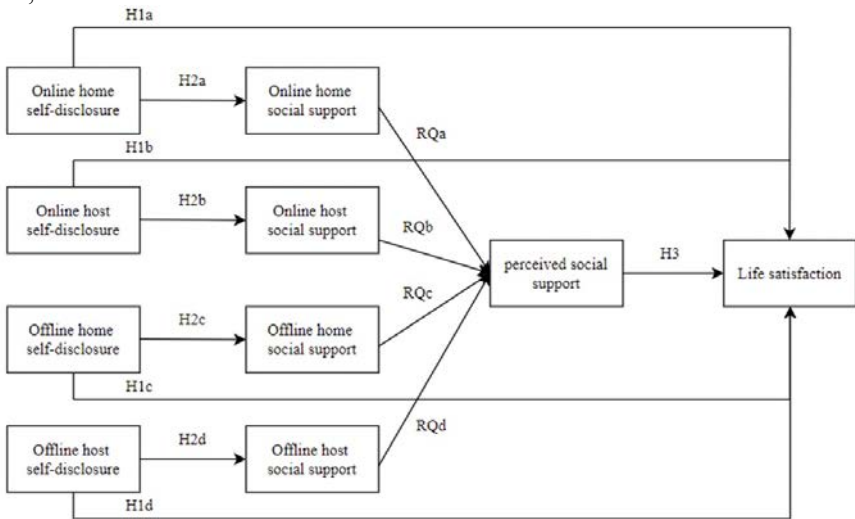 H1a
Online home
self-disclosure
H2a
Online home
social support
RQa
H1b
Online host
self-disclosure
H2b
Online host
social support
RQb
perceived social
support
H3
Life satisfaction
RQc
Offline home
self-disclosure
H2c
Offline home
social support
H1c
RQd
Offline host
self-disclosure
H2d
Offline host
social support
H1d